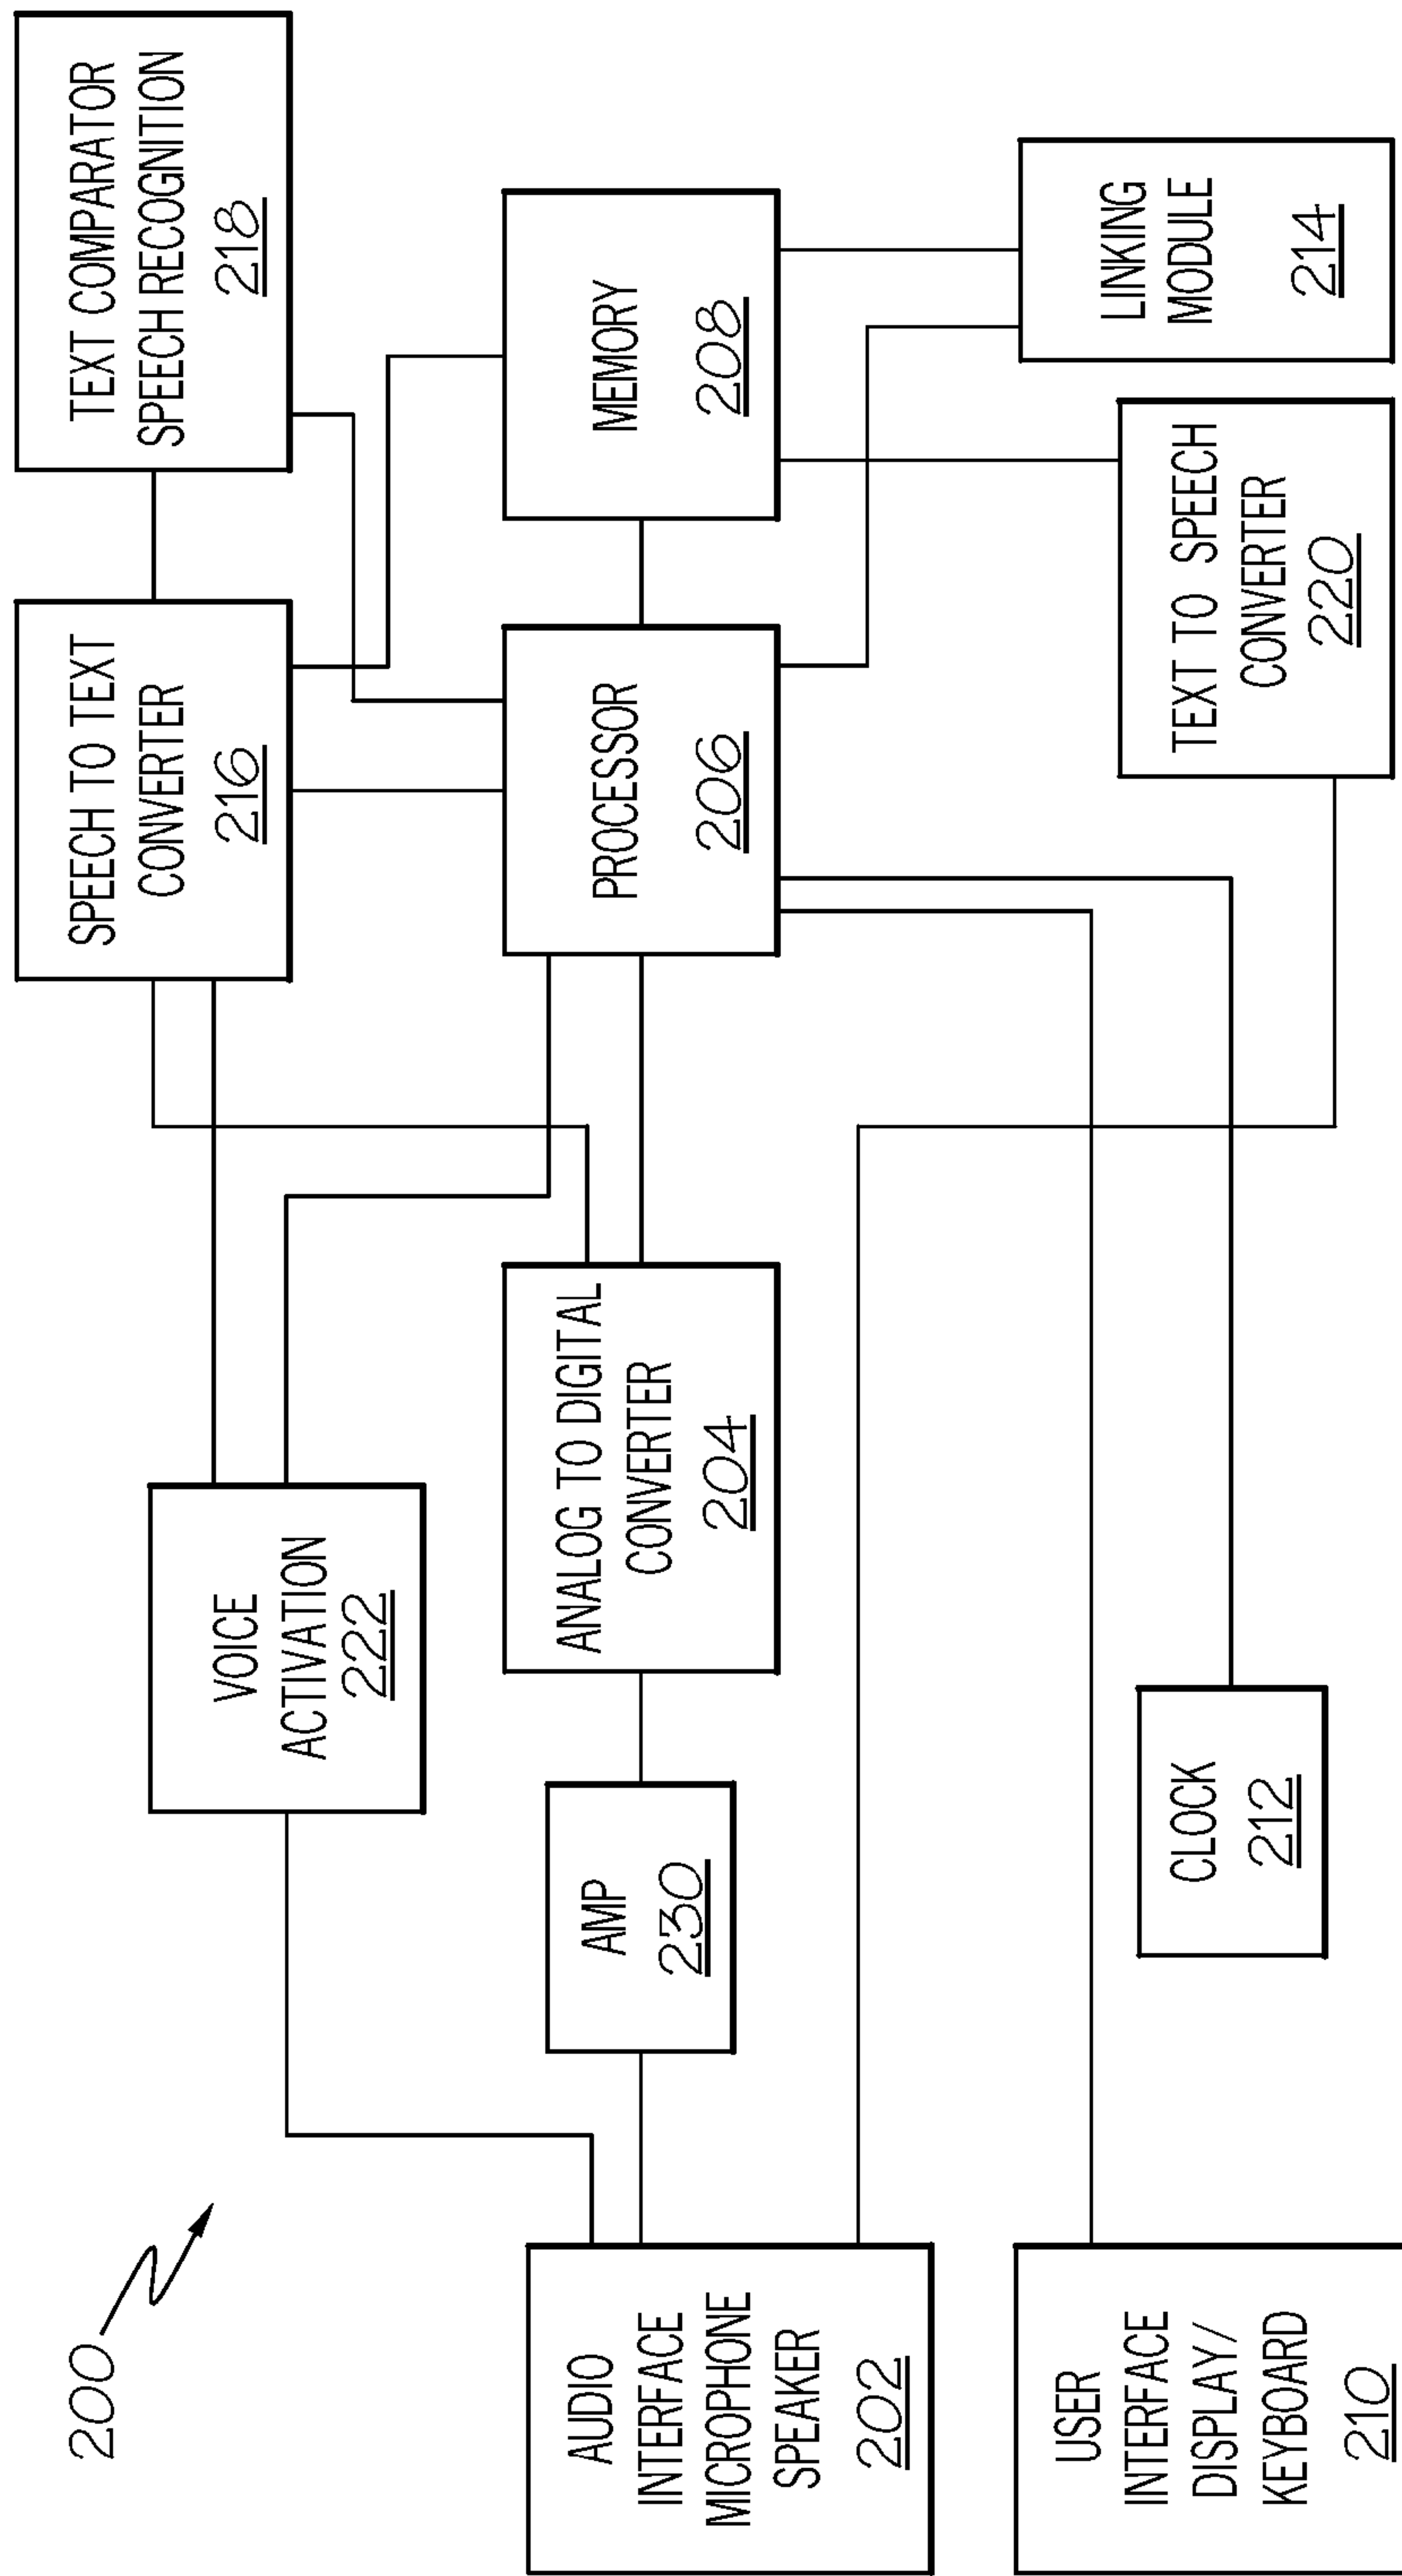 200
TEXT COMPARATOR
SPEECH RECOGNITION
218
SPEECH TO TEXT
CONVERTER
216
VOICE
ACTIVATION
222
MEMORY
208
PROCESSOR
206
ANALOG TO DIGITAL
CONVERTER
204
AMP
230
AUDIO
INTERFACE
MICROPHONE
SPEAKER
202
LINKING
MODULE
214
TEXT TO SPEECH
CONVERTER
220
CLOCK
212
USER
INTERFACE
DISPLAY/
KEYBOARD
210